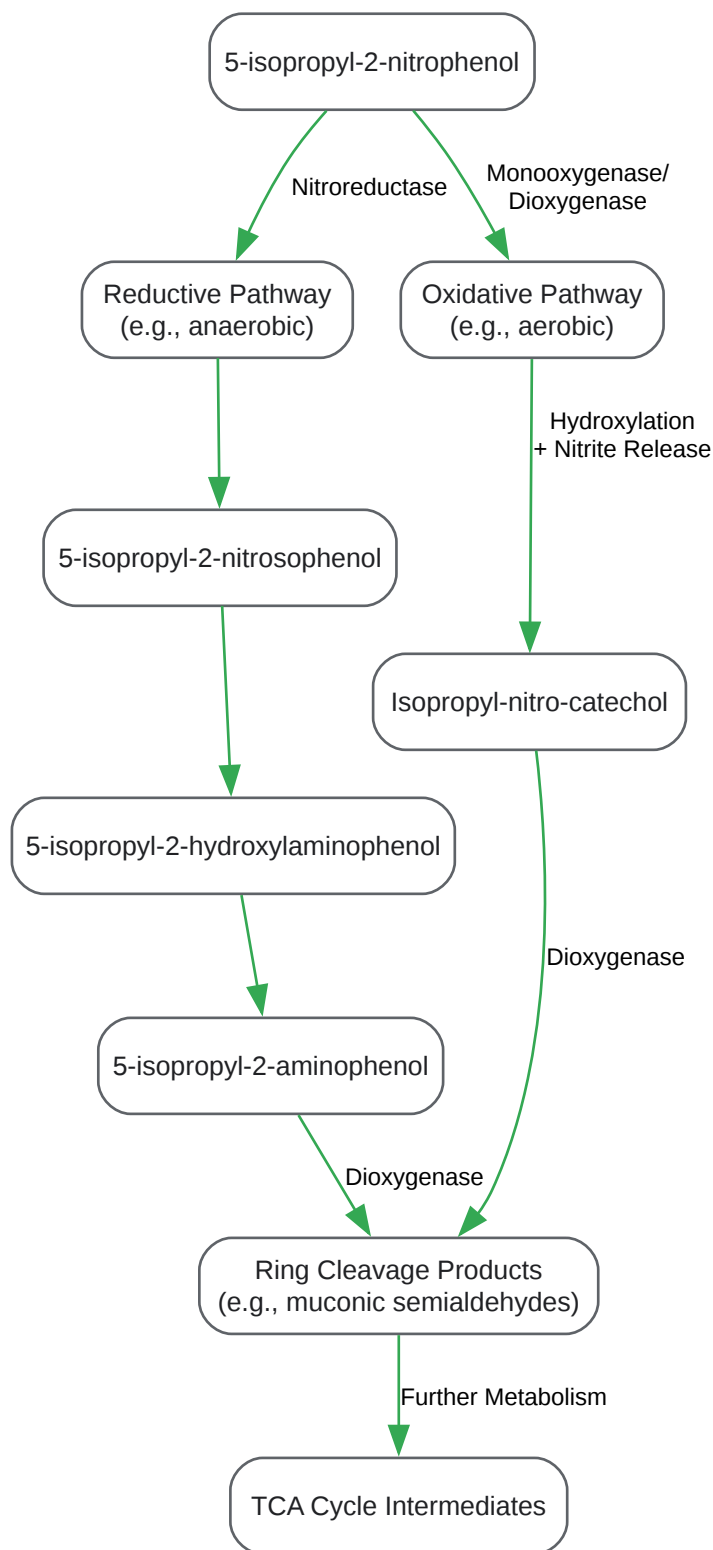 5-isopropyl-2-nitrophenol
Nitroreductase
Monooxygenase/
Dioxygenase
Reductive Pathway
(e.g., anaerobic)
Oxidative Pathway
(e.g., aerobic)
Hydroxylation
+ Nitrite Release
5-isopropyl-2-nitrosophenol
Isopropyl-nitro-catechol
5-isopropyl-2-hydroxylaminophenol
Dioxygenase
5-isopropyl-2-aminophenol
Dioxygenase
Ring Cleavage Products
(e.g., muconic semialdehydes)
Further Metabolism
TCA Cycle Intermediates